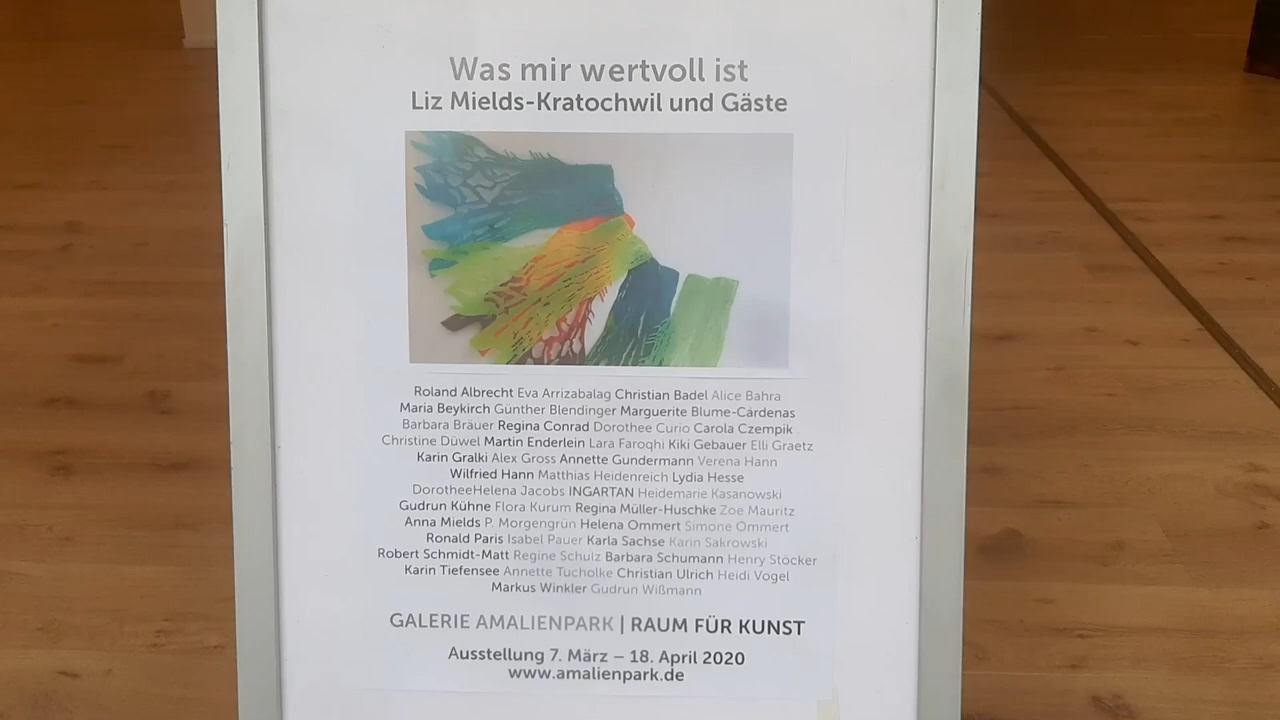 Was mir wertvoll ist
Liz Mields-Kratochwil und Gäste
Roland Albrecht Eva Arrizabalag Christian Badel Alice Bahra
Maria Beykirch Günther Blendinger Marguerite Blume-Cárdenas
Barbara Bräuer Regina Conrad Dorothee Curio Carola Czempik
Christine Düwel Martin Enderlein Lara Faroqhi Kiki Gebauer Elli Graetz
Karin Gralki Alex Gross Annette Gundermann Verena Hann
Wilfried Hann Matthias Heidenreich Lydia Hesse
DorotheeHelena Jacobs INGARTAN Heidemarie Kasanowski
Gudrun Kühne Flora Kurum Regina Müller-Huschke Zoe Mauritz
Anna Mields P. Morgengrün Helena Ommert Simone Ommert
Ronald Paris Isabel Pauer Karla Sachse Karin Sakrowski
Robert Schmidt-Matt Regine Schulz Barbara Schumann Henry Stöcker
Karin Tiefensee Annette Tucholke Christian Ulrich Heidi Vogel
Markus Winkler Gudrun Wißmann
GALERIE AMALIENPARK | RAUM FÜR KUNST
Ausstellung 7. März – 18. April 2020
www.amalienpark.de